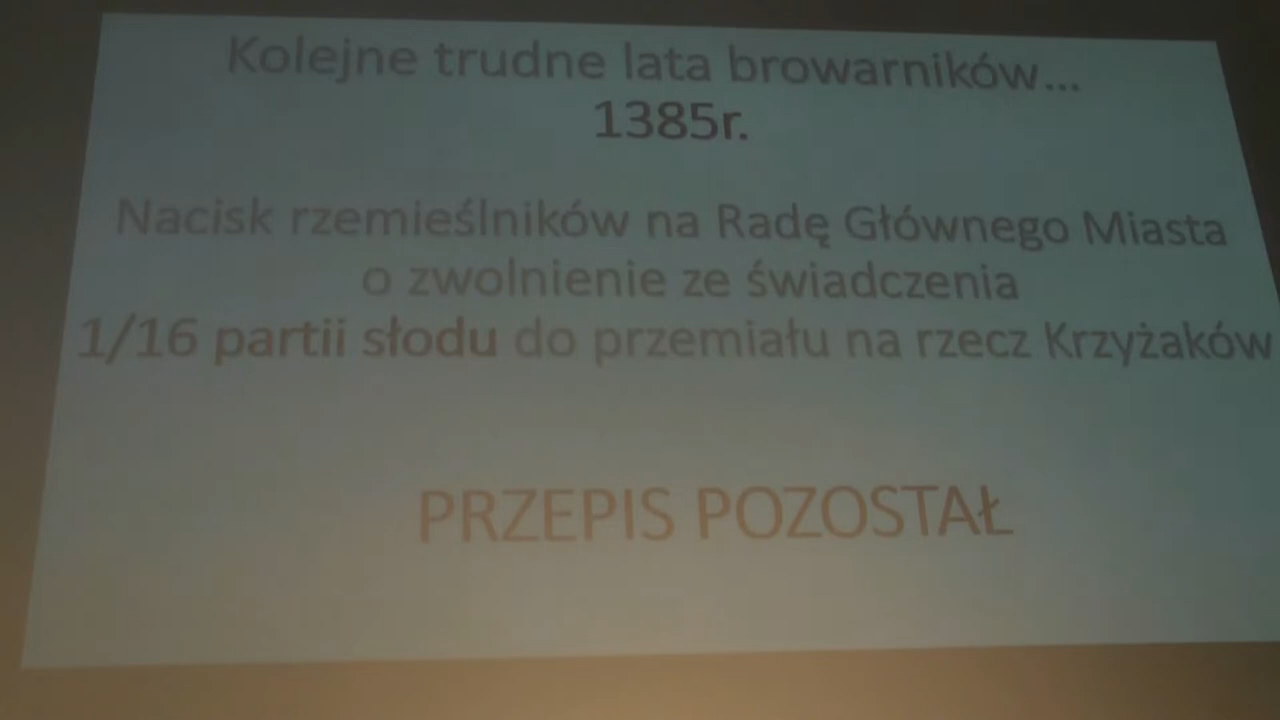 Kolejne trudne lata browarników...
1385r.
Nacisk rzemieślników na Radę Głównego Miasta
o zwolnienie ze świadczenia
1/16 partii słodu do przemiału na rzecz Krzyżaków
PRZEPIS POZOSTAŁ